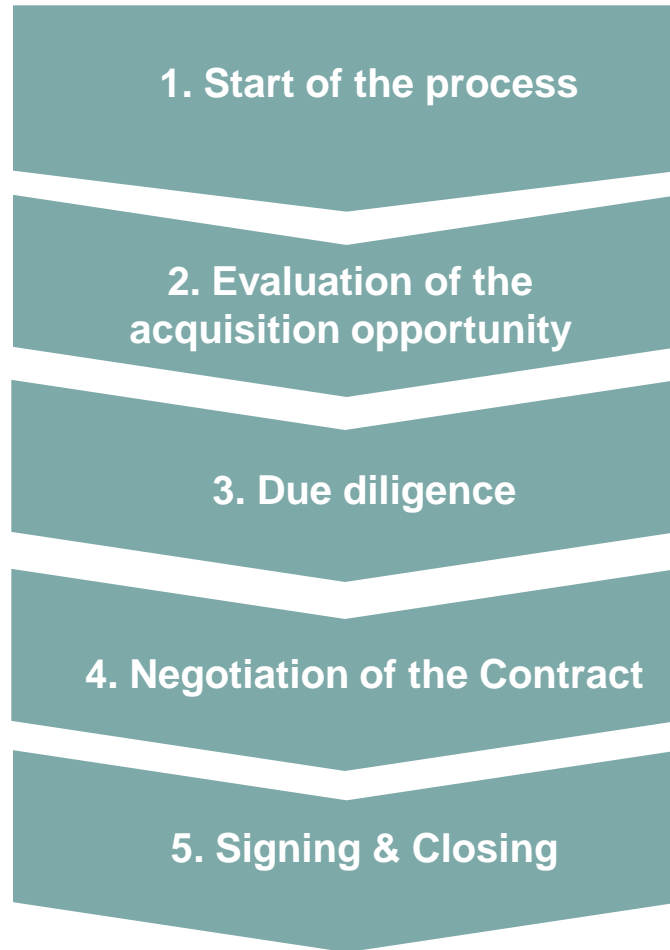 1. Start of the process
2. Evaluation of the
acquisition opportunity
3. Due diligence
4. Negotiation of the Contract
5. Signing & Closing